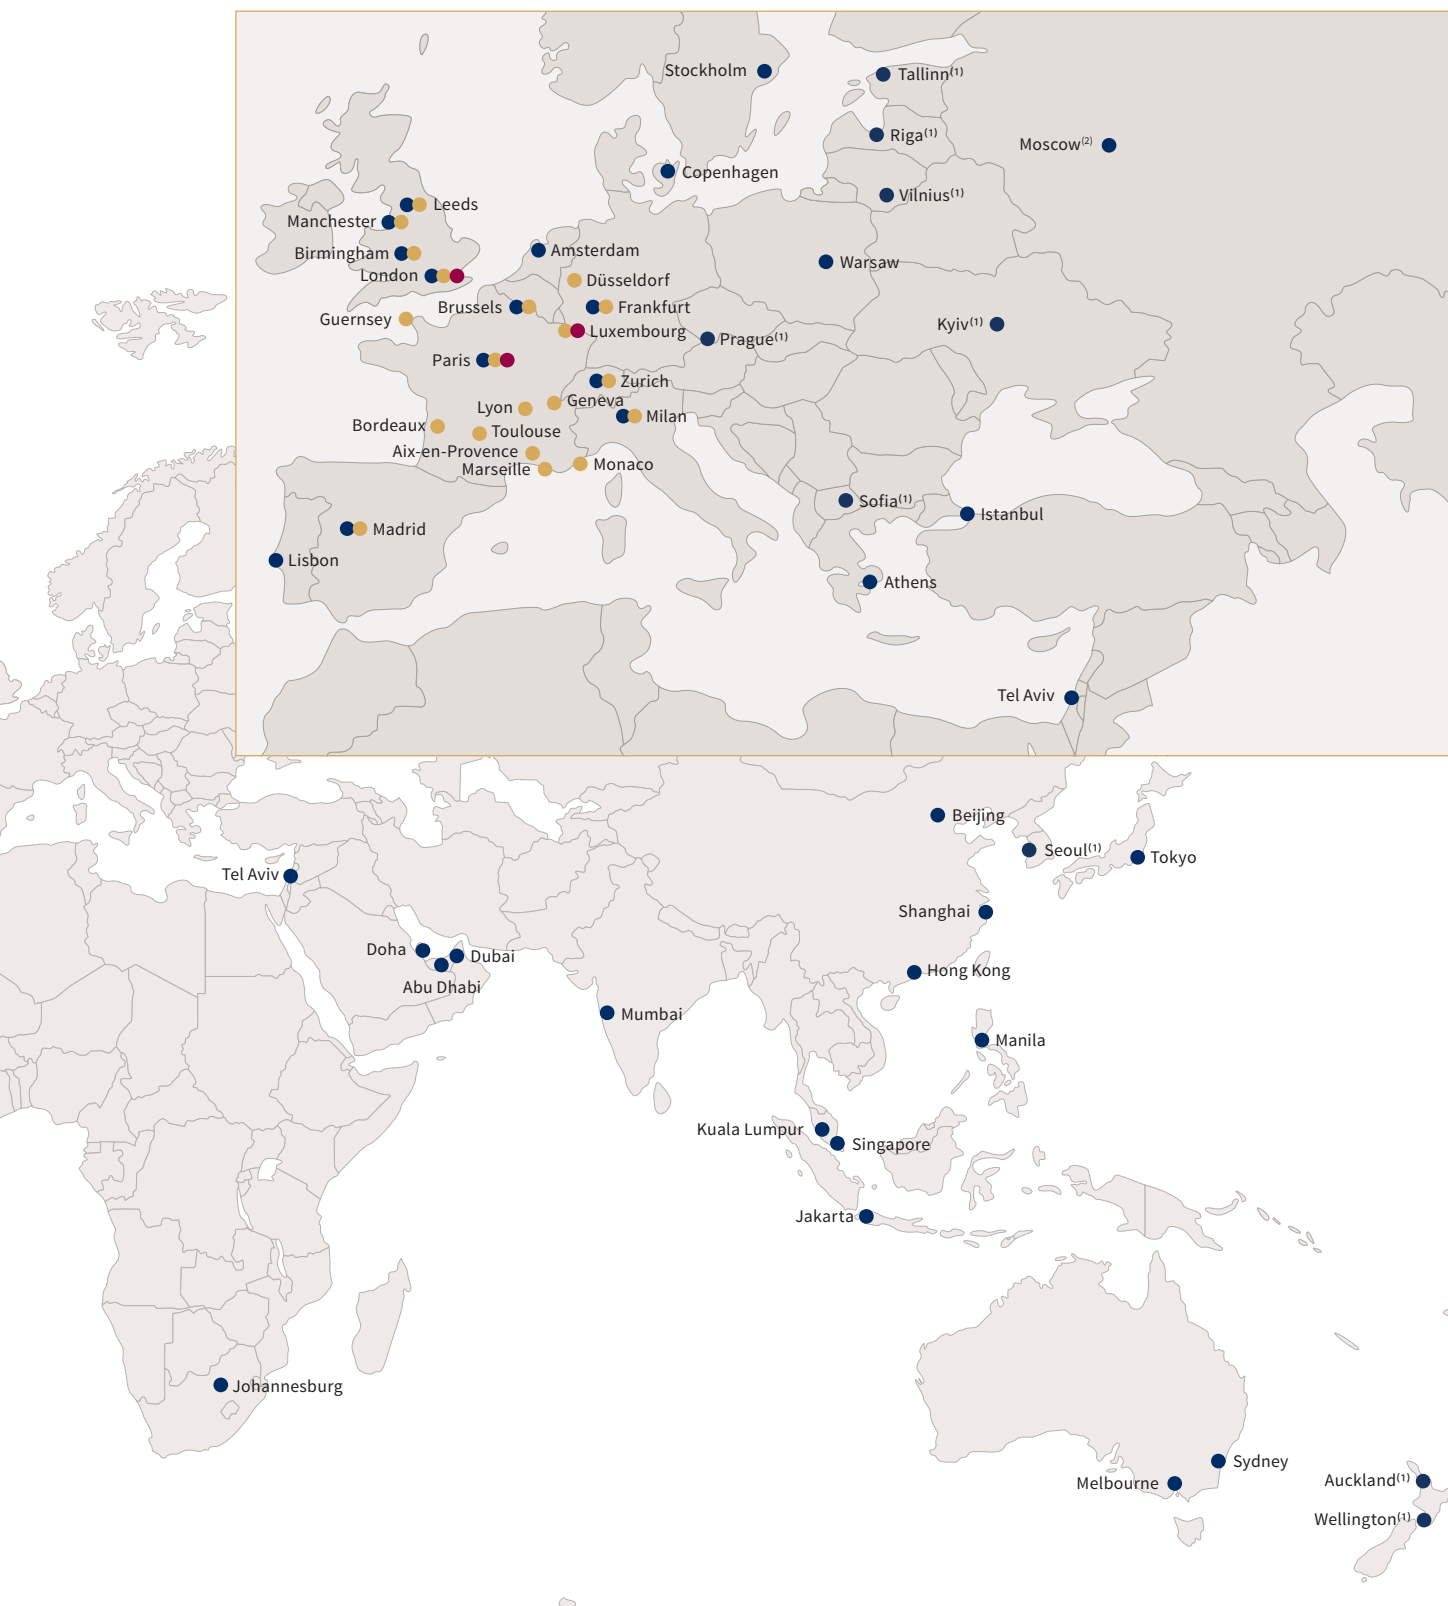 Stockholm
Tallinn⁽¹⁾
Riga⁽¹⁾
Moscow⁽²⁾
Copenhagen
Vilnius⁽¹⁾
Leeds
Manchester
Birmingham
Amsterdam
Warsaw
London
Düsseldorf
Brussels
Frankfurt
Guernsey
Luxembourg
Kyiv⁽¹⁾
Prague⁽¹⁾
Paris
Zurich
Geneva
Lyon
Milan
Bordeaux
Toulouse
Aix-en-Provence
Marseille
Monaco
Sofia⁽¹⁾
Istanbul
Madrid
Lisbon
Athens
Tel Aviv
Beijing
Seoul⁽¹⁾
Tokyo
Tel Aviv
Shanghai
Doha
Dubai
Abu Dhabi
Hong Kong
Mumbai
Manila
Kuala Lumpur
Singapore
Jakarta
Johannesburg
Sydney
Melbourne
Auckland⁽¹⁾
Wellington⁽¹⁾